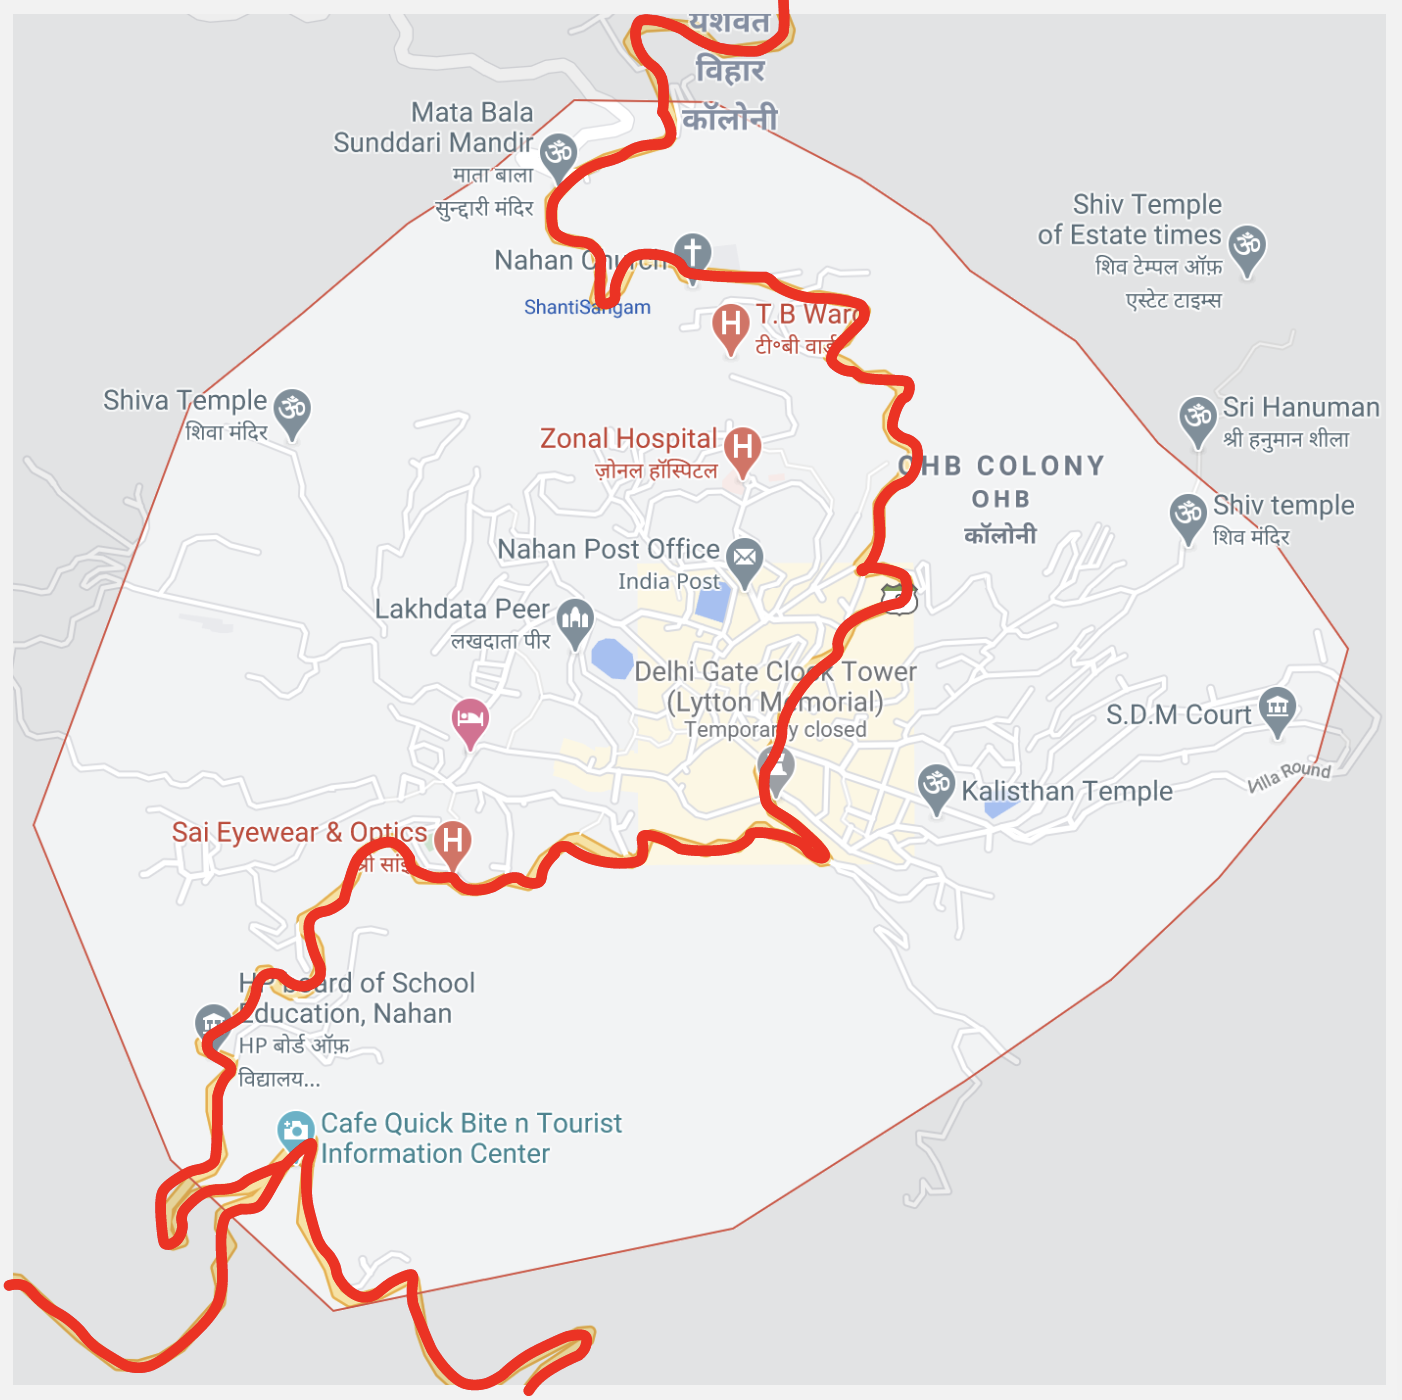 यशवंत
विहार
कॉलोनी
Mata Bala
Sunddari Mandir
माता बाला
सुन्दारी मंदिर
Shiv Temple
of Estate times
शिव टेम्पल ऑफ़
एस्टेट टाइम्स
Nahan Church
ShantiSangam
T.B Ward
टी॰बी वार्ड
Shiva Temple
शिवा मंदिर
Sri Hanuman
श्री हनुमान शीला
Zonal Hospital
ज़ोनल हॉस्पिटल
OHB COLONY
OHB
कॉलोनी
Shiv temple
शिव मंदिर
Nahan Post Office
India Post
Lakhdata Peer
लखदाता पीर
Delhi Gate Clock Tower
(Lytton Memorial)
Temporarily closed
S.D.M Court
Villa Round
Kalisthan Temple
Sai Eyewear & Optics
श्री सांई
HP board of School
Education, Nahan
HP बोर्ड ऑफ़
विद्यालय...
Cafe Quick Bite n Tourist
Information Center